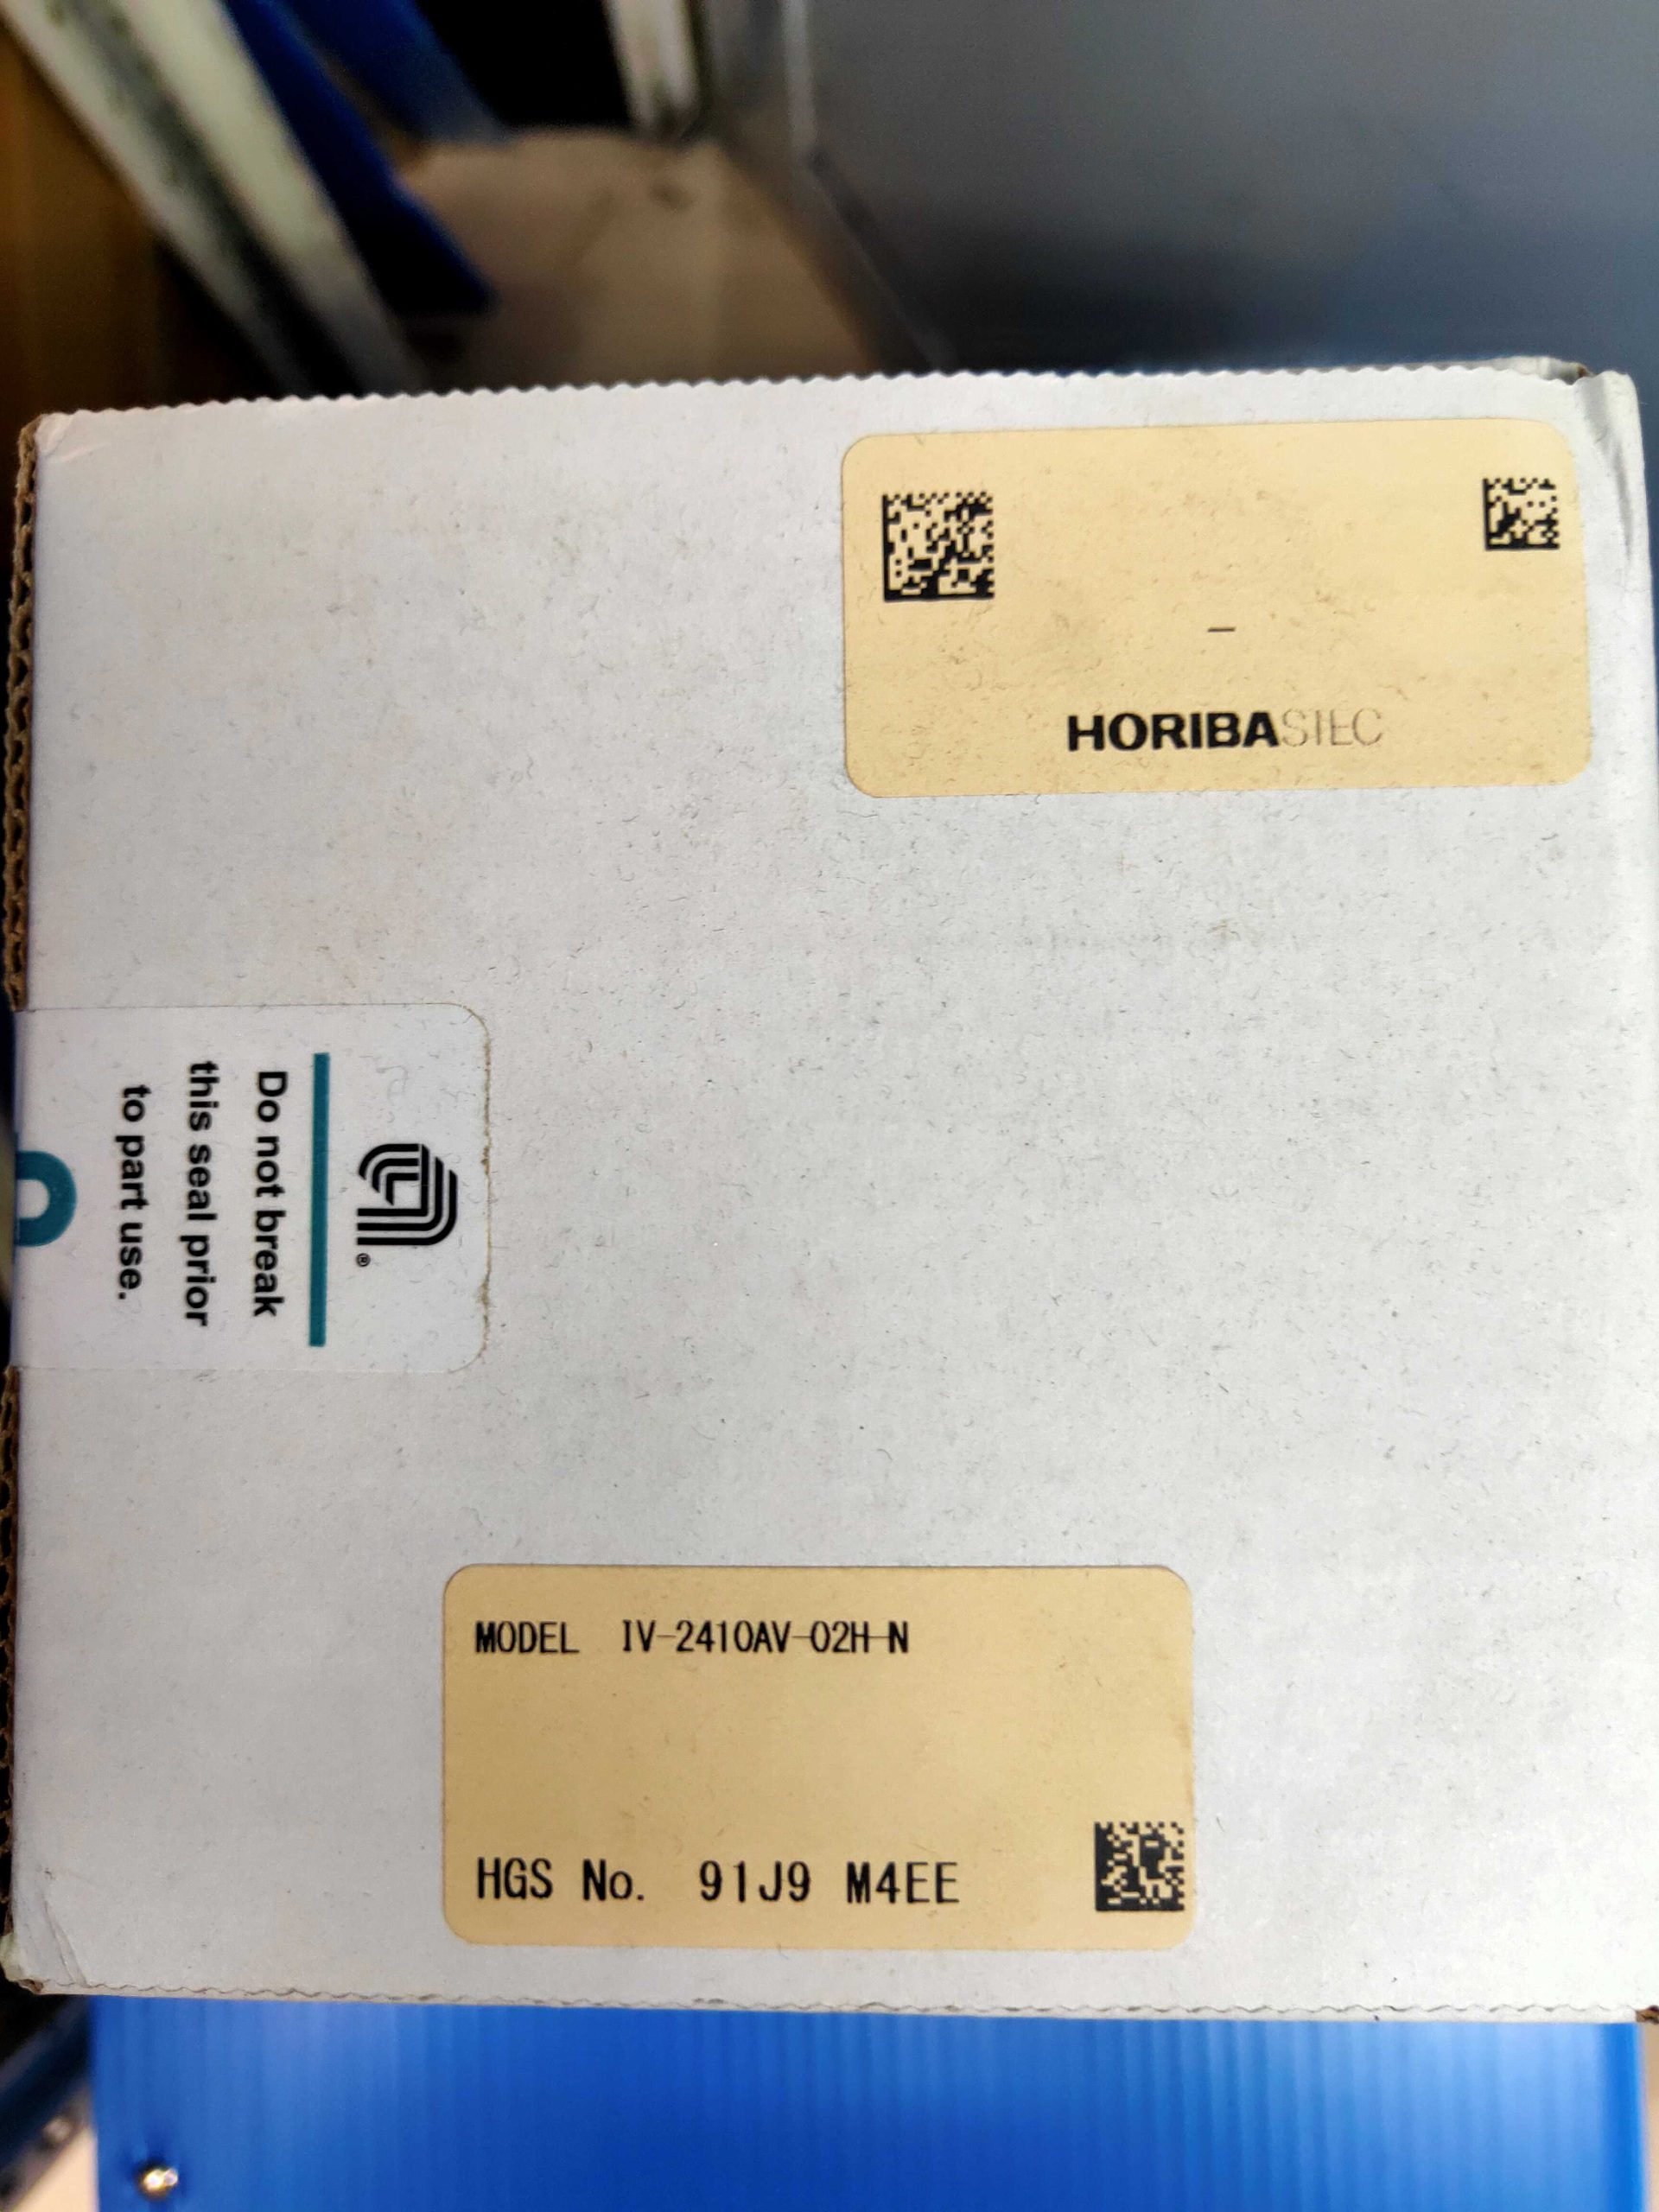 –
HORIBASTEC
Do not break
this seal prior
to part use.
®
MODEL IV-2410AV-02H-N
HGS No. 91J9 M4EE